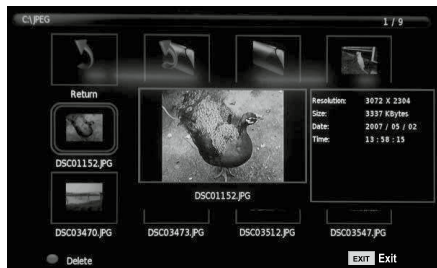 C:\JPEG
1 / 9
Return
Resolution: 3072 X 2304
Size: 3337 KBytes
Date: 2007 / 05 / 02
Time: 13 : 58 : 15
DSC01152.JPG
DSC01152.JPG
DSC03470.JPG
DSC03473.JPG
DSC03512.JPG
DSC03547.JPG
Delete
EXIT Exit